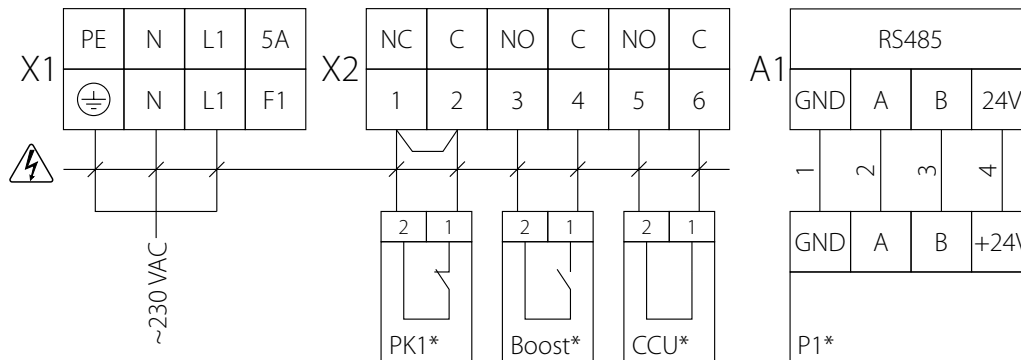 X1
PE N L1 5A
N L1 F1
~230 VAC
X2
NC C NO C NO C
1 2 3 4 5 6
2 1
PK1*
2 1
Boost*
2 1
CCU*
A1
RS485
GND A B 24V
1 2 3 4
GND A B +24V
P1*